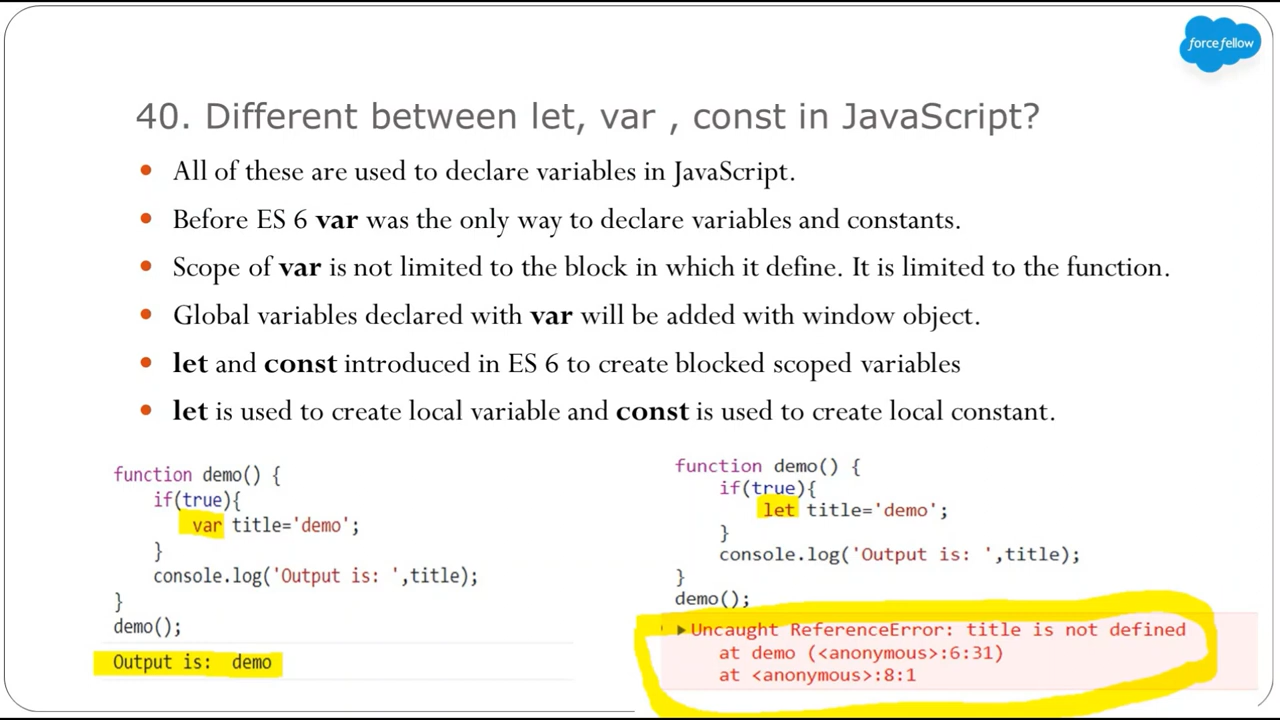 force fellow
40. Different between let, var , const in JavaScript?
All of these are used to declare variables in JavaScript.
Before ES 6 var was the only way to declare variables and constants.
Scope of var is not limited to the block in which it define. It is limited to the function.
Global variables declared with var will be added with window object.
let and const introduced in ES 6 to create blocked scoped variables
let is used to create local variable and const is used to create local constant.
function demo() {
if(true){
var title='demo';
}
console.log('Output is: ',title);
}
demo();
Output is: demo
function demo() {
if(true){
let title='demo';
}
console.log('Output is: ',title);
}
demo();
Uncaught ReferenceError: title is not defined
at demo (<anonymous>:6:31)
at <anonymous>:8:1